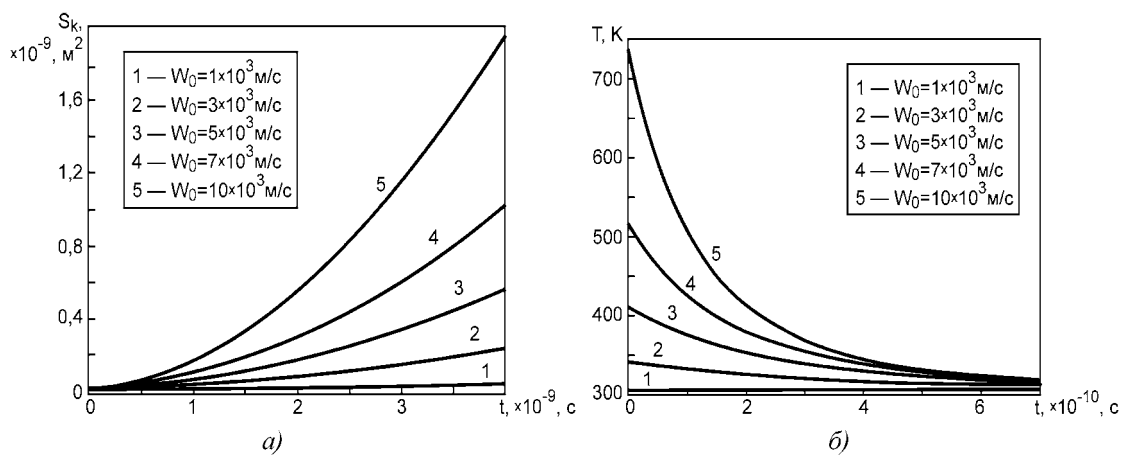 S_k,
×10⁻⁹, м²
1,6
1,2
0,8
0,4
0
1 — W₀=1×10³м/с
2 — W₀=3×10³м/с
3 — W₀=5×10³м/с
4 — W₀=7×10³м/с
5 — W₀=10×10³м/с
5
4
3
2
1
0 1 2 3 t, ×10⁻⁹, с
а)
T, K
700
650
500
450
400
350
300
1 — W₀=1×10³м/с
2 — W₀=3×10³м/с
3 — W₀=5×10³м/с
4 — W₀=7×10³м/с
5 — W₀=10×10³м/с
5
4
3
2
1
0 2 4 6 t, ×10⁻¹⁰, с
б)